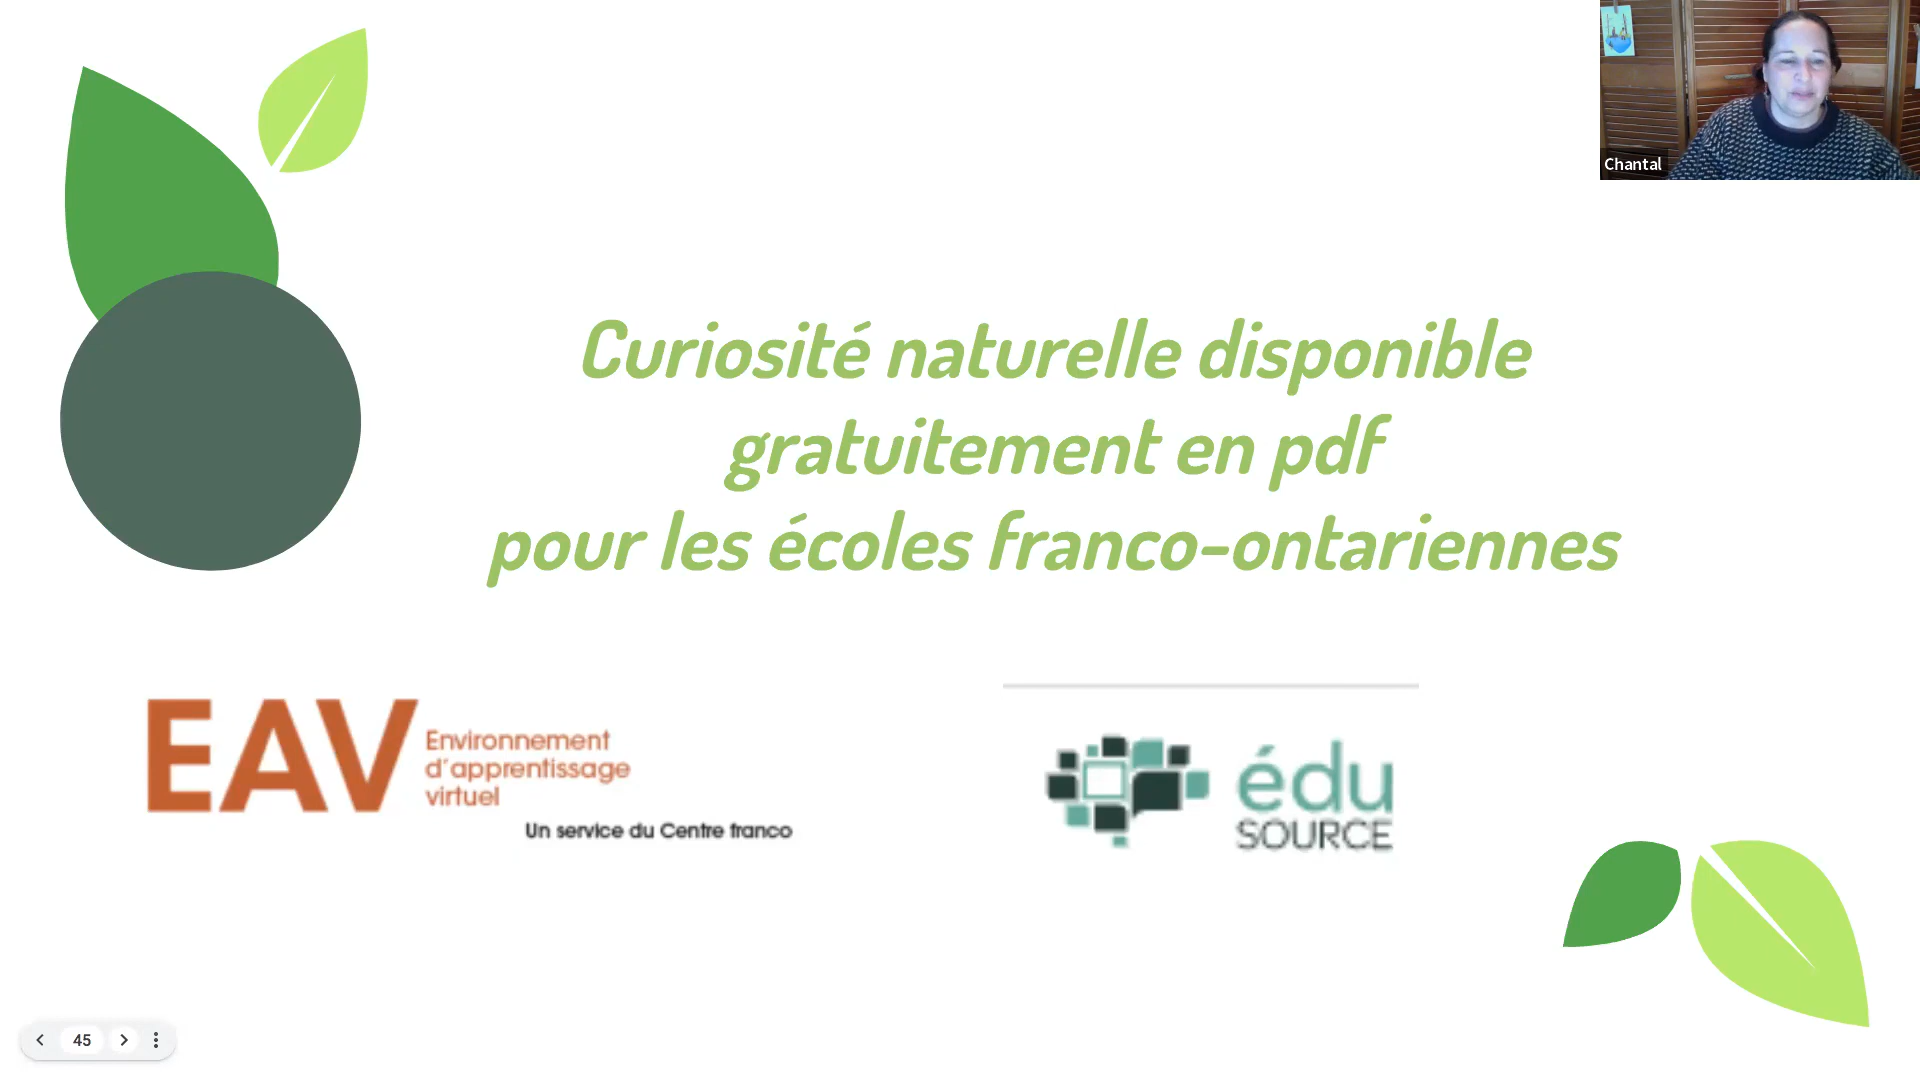 Chantal
Curiosité naturelle disponible
gratuitement en pdf
pour les écoles franco-ontariennes
EAV
Environnement
d'apprentissage
virtuel
Un service du Centre franco
édu
SOURCE
45